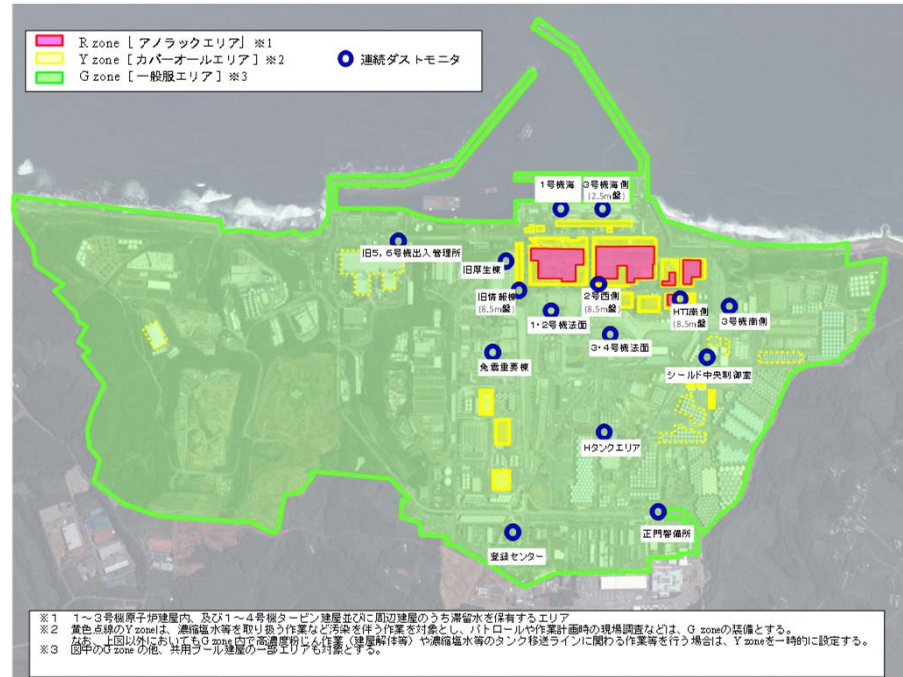 R zone [アノラックエリア] ※1
Y zone [カバーオールエリア] ※2
G zone [一般服エリア] ※3
連続ダストモニタ
1号機海
3号機海側
(2.5m盤)
旧5,6号機出入管理所
旧厚生棟
旧情報棟
(8.5m盤)
2号西側
(8.5m盤)
HTI南側
(8.5m盤)
3号機南側
1・2号機法面
3・4号機法面
免震重要棟
シールド中央制御室
Hタンクエリア
正門警備所
登録センター
※1 1～3号機原子炉建屋内、及び1～4号機タービン建屋並びに周辺建屋のうち滞留水を保有するエリア
※2 黄色点線のY zoneは、濃縮塩水等を取り扱う作業など汚染を伴う作業を対象とし、パトロールや作業計画時の現場調査などは、G zoneの装備とする。
なお、上図以外においてもG zone内で高濃度粉じん作業（建屋解体等）や濃縮塩水等のタンク移送ラインに関わる作業等を行う場合は、Y zoneを一時的に設定する。
※3 図中のG zoneの他、共用プール建屋の一部エリアも対象とする。